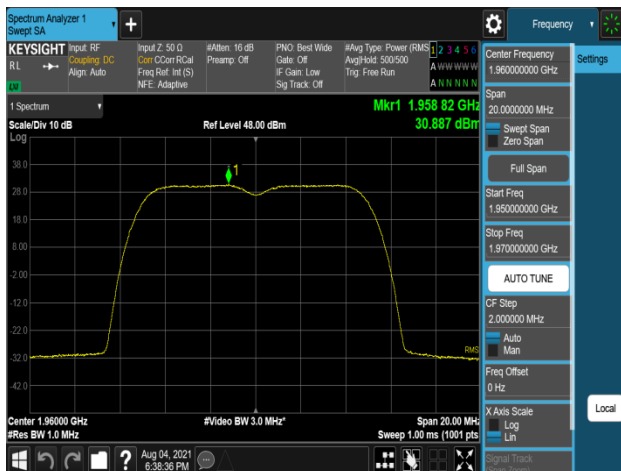 Spectrum Analyzer 1
Swept SA
Frequency
KEYSIGHT
Input: RF
Coupling: DC
Align: Auto
Input Z: 50 Ω
Corr CCorr RCal
Freq Ref: Int (S)
NFE: Adaptive
#Atten: 16 dB
Preamp: Off
PNO: Best Wide
Gate: Off
IF Gain: Low
Sig Track: Off
#Avg Type: Power (RMS
Avg|Hold: 500/500
Trig: Free Run
1 2 3 4 5 6
A W W W W W
A N N N N N
R L
LXI
1 Spectrum
Scale/Div 10 dB
Log
Ref Level 48.00 dBm
Mkr1 1.958 82 GHz
30.887 dBm
38.0
28.0
18.0
8.00
-2.00
-12.0
-22.0
-32.0
-42.0
1
RMS
Center 1.96000 GHz
#Res BW 1.0 MHz
#Video BW 3.0 MHz*
Span 20.00 MHz
Sweep 1.00 ms (1001 pts
Aug 04, 2021
6:38:36 PM
Center Frequency
1.960000000 GHz
Settings
Span
20.0000000 MHz
Swept Span
Zero Span
Full Span
Start Freq
1.950000000 GHz
Stop Freq
1.970000000 GHz
AUTO TUNE
CF Step
2.000000 MHz
Auto
Man
Freq Offset
0 Hz
X Axis Scale
Log
Lin
Local
Signal Track